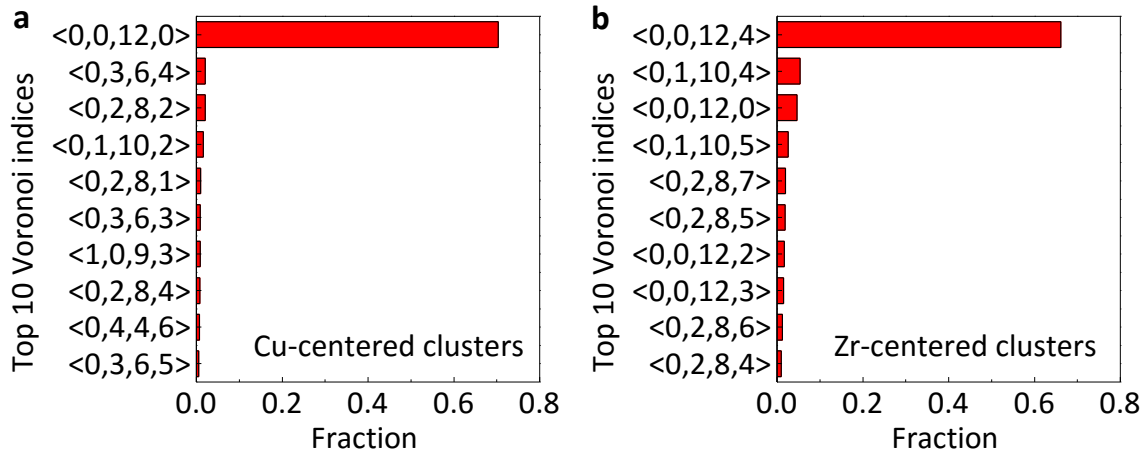 a
Top 10 Voronoi indices
<0,0,12,0>
<0,3,6,4>
<0,2,8,2>
<0,1,10,2>
<0,2,8,1>
<0,3,6,3>
<1,0,9,3>
<0,2,8,4>
<0,4,4,6>
<0,3,6,5>
Cu-centered clusters
0.0 0.2 0.4 0.6 0.8
Fraction
b
Top 10 Voronoi indices
<0,0,12,4>
<0,1,10,4>
<0,0,12,0>
<0,1,10,5>
<0,2,8,7>
<0,2,8,5>
<0,0,12,2>
<0,0,12,3>
<0,2,8,6>
<0,2,8,4>
Zr-centered clusters
0.0 0.2 0.4 0.6 0.8
Fraction